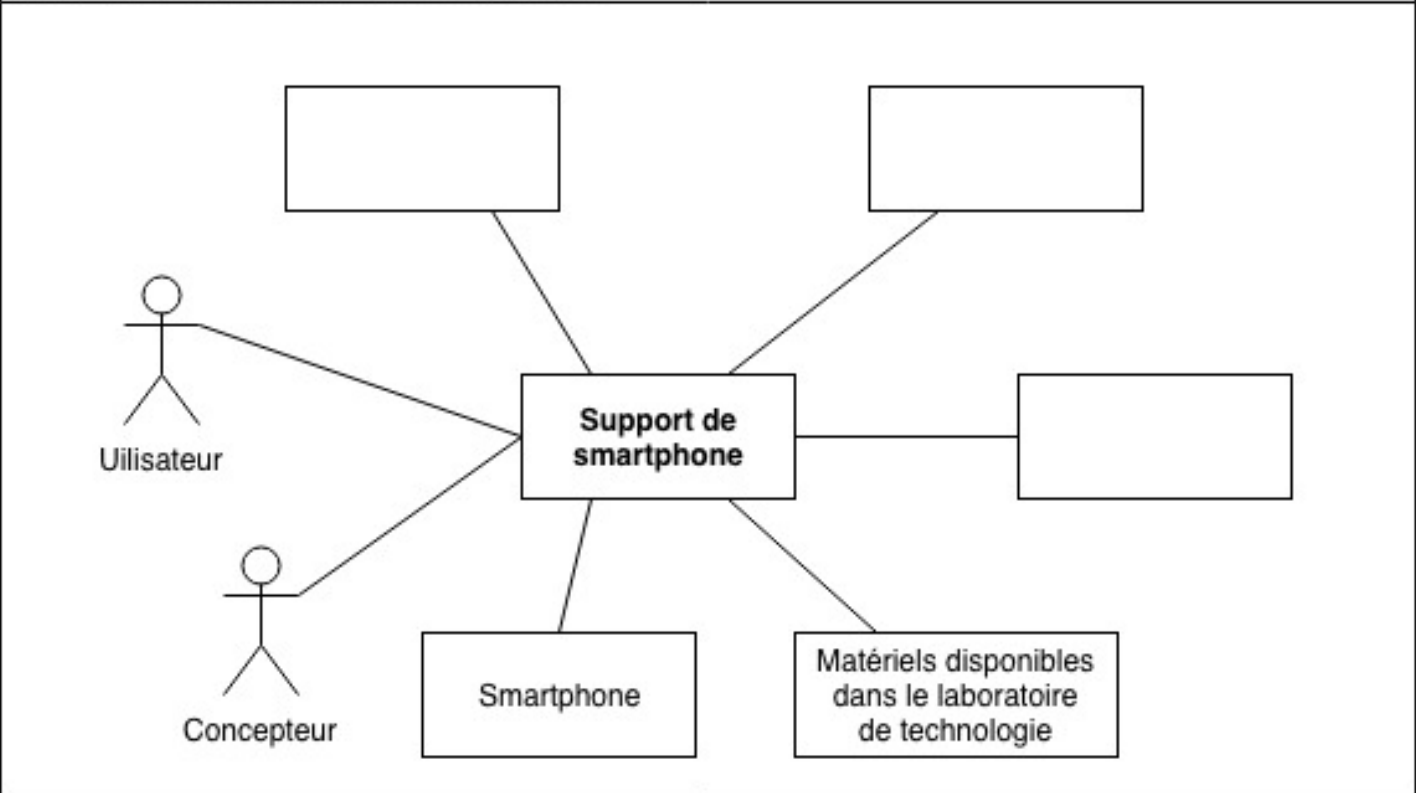 Support de
smartphone
Uilisateur
Smartphone
Matériels disponibles
dans le laboratoire
de technologie
Concepteur